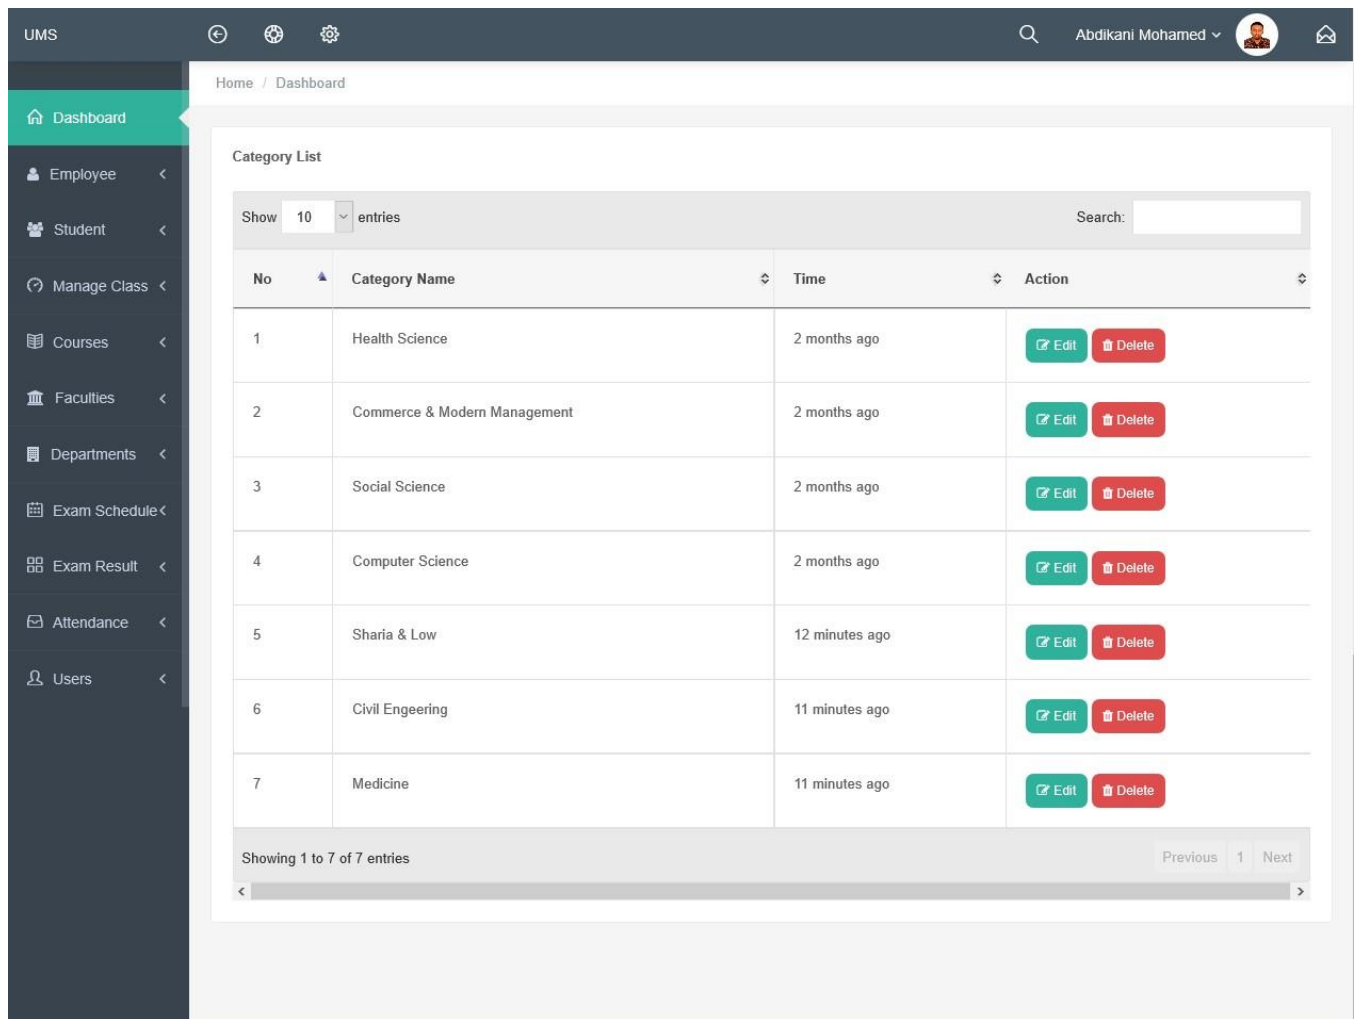 UMS
Abdikani Mohamed
Home / Dashboard
Dashboard
Employee
Student
Manage Class
Courses
Faculties
Departments
Exam Schedule
Exam Result
Attendance
Users
Category List
Show 10 entries Search:
No Category Name Time Action
1 Health Science 2 months ago Edit Delete
2 Commerce & Modern Management 2 months ago Edit Delete
3 Social Science 2 months ago Edit Delete
4 Computer Science 2 months ago Edit Delete
5 Sharia & Low 12 minutes ago Edit Delete
6 Civil Engeering 11 minutes ago Edit Delete
7 Medicine 11 minutes ago Edit Delete
Showing 1 to 7 of 7 entries Previous 1 Next